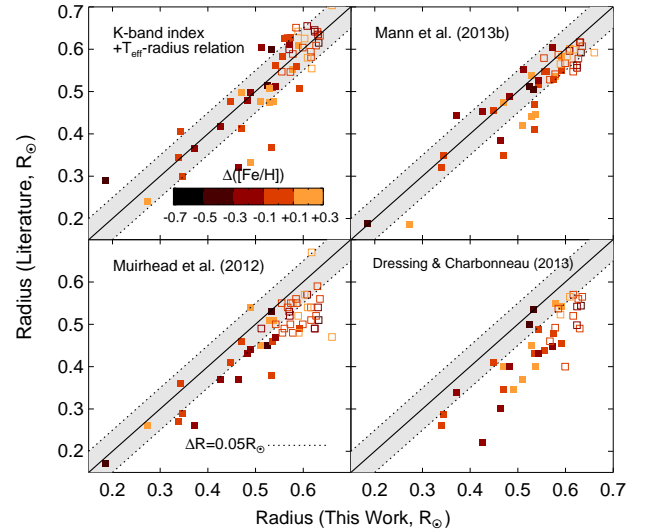 K-band index
+T_eff-radius relation
Mann et al. (2013b)
Δ([Fe/H])
-0.7 -0.5 -0.3 -0.1 +0.1 +0.3
Muirhead et al. (2012)
Dressing & Charbonneau (2013)
ΔR=0.05R☉
0.7
0.6
0.5
0.4
0.3
0.2
0.6
0.5
0.4
0.3
0.2
Radius (Literature, R☉)
0.2 0.3 0.4 0.5 0.6 0.2 0.3 0.4 0.5 0.6 0.7
Radius (This Work, R☉)